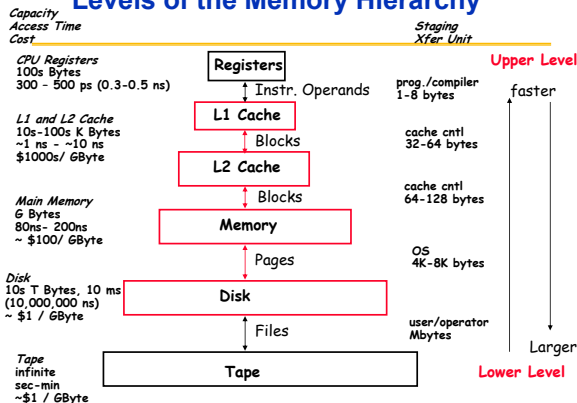 Levels of the Memory Hierarchy
Capacity
Access Time
Cost
Staging
Xfer Unit
CPU Registers
100s Bytes
300 - 500 ps (0.3-0.5 ns)
Registers
Instr. Operands
prog./compiler
1-8 bytes
Upper Level
faster
L1 and L2 Cache
10s-100s K Bytes
~1 ns - ~10 ns
$1000s/ GByte
L1 Cache
Blocks
cache cntl
32-64 bytes
L2 Cache
Blocks
cache cntl
64-128 bytes
Main Memory
G Bytes
80ns- 200ns
~ $100/ GByte
Memory
Pages
OS
4K-8K bytes
Disk
10s T Bytes, 10 ms
(10,000,000 ns)
~ $1 / GByte
Disk
Files
user/operator
Mbytes
Tape
infinite
sec-min
~$1 / GByte
Tape
Larger
Lower Level